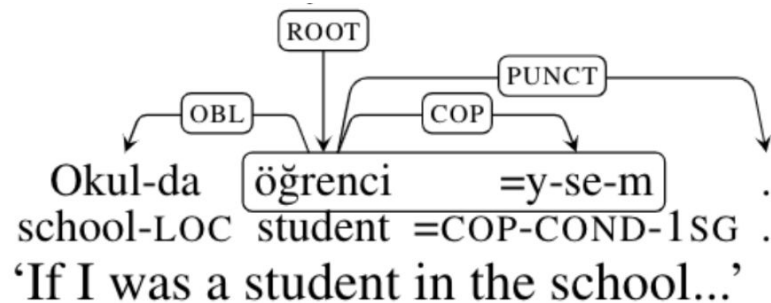 ROOT
PUNCT
OBL COP
Okul-da öğrenci =y-se-m .
school-LOC student =COP-COND-1SG .
‘If I was a student in the school...’